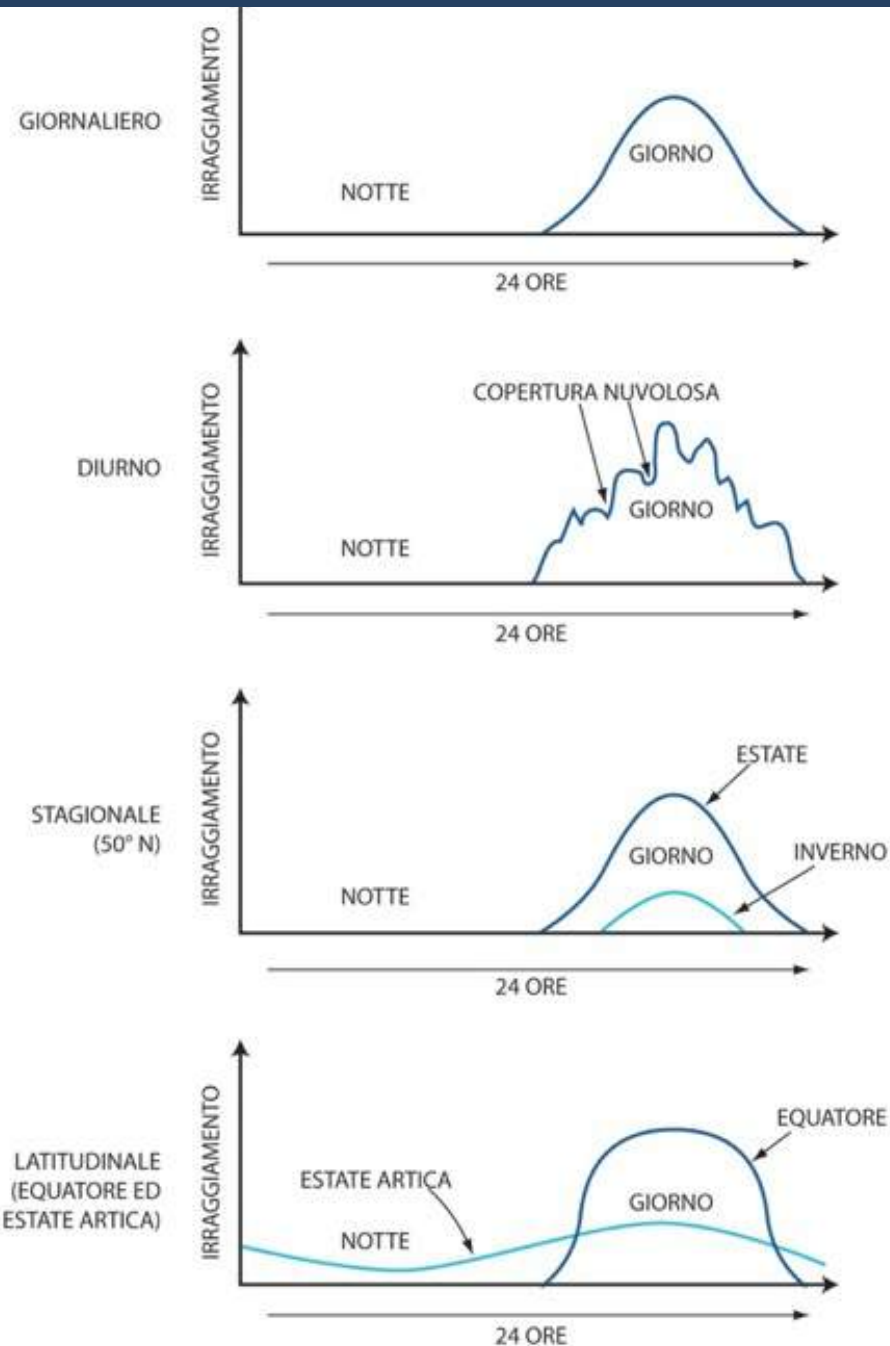 IRRAGGIAMENTO
GIORNALIERO
GIORNO
NOTTE
24 ORE
IRRAGGIAMENTO
COPERTURA NUVOLOSA
DIURNO
GIORNO
NOTTE
24 ORE
IRRAGGIAMENTO
ESTATE
STAGIONALE
(50° N)
GIORNO
INVERNO
NOTTE
24 ORE
IRRAGGIAMENTO
EQUATORE
LATITUDINALE
(EQUATORE ED
ESTATE ARTICA)
ESTATE ARTICA
GIORNO
NOTTE
24 ORE